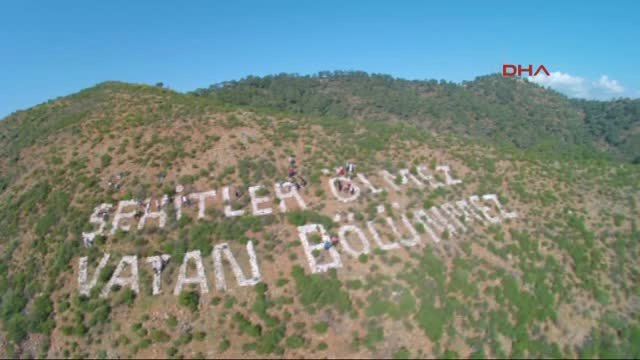 DHA
ŞEHİTLER ÖLMEZ
VATAN BÖLÜNMEZ